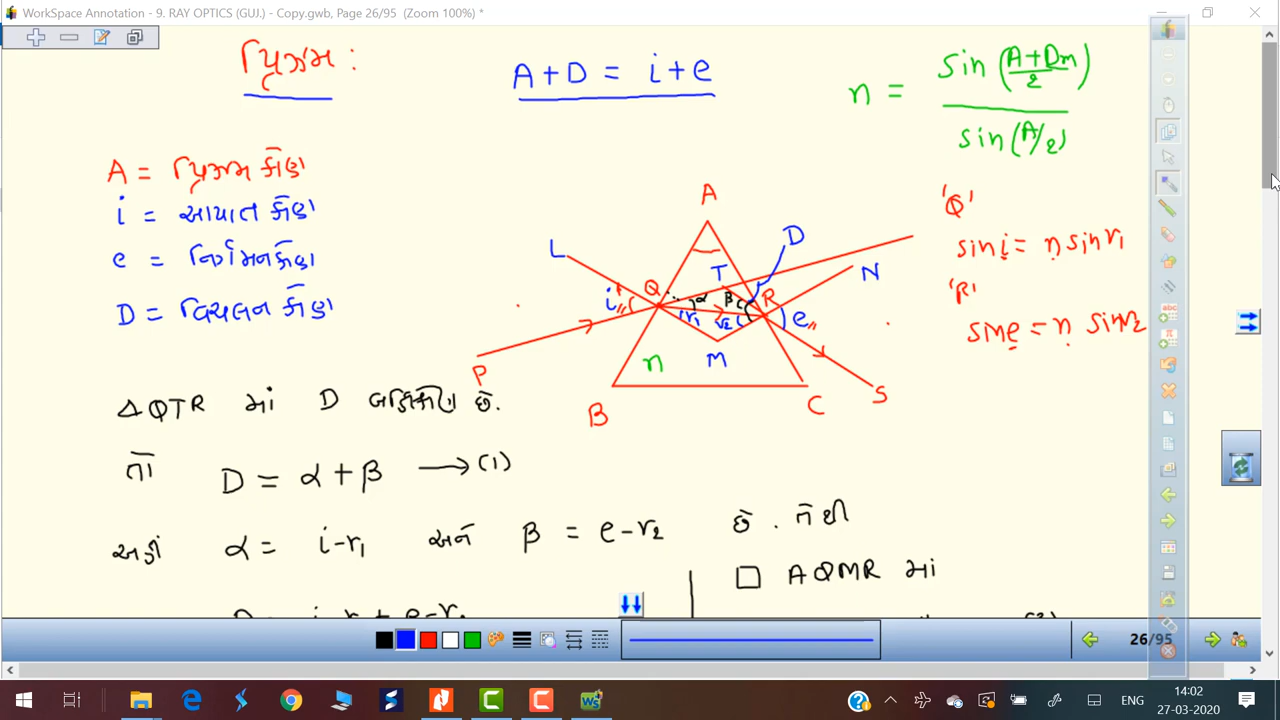 WorkSpace Annotation - 9. RAY OPTICS (GUJ.) - Copy.gwb, Page 26/95 (Zoom 100%) *
પ્રિઝમ :
A + D = i + e
n = sin (A+Dm/2) / sin (A/2)
A = પ્રિઝમ કોણ
i = આપાત કોણ
e = નિર્ગમન કોણ
D = વિચલન કોણ
'Q'
sin i = n sin r1
'R'
sin e = n sin r2
A
L
T
D
N
Q
i
α
β
R
r1
r2
e
P
n
M
S
B
C
△QTR માં D બહિષ્કોણ છે.
તો D = α + β ⟶ (1)
અહીં α = i - r1 અને β = e - r2 છે. તેથી
□ AQMR માં
26/95
ENG
14:02
27-03-2020